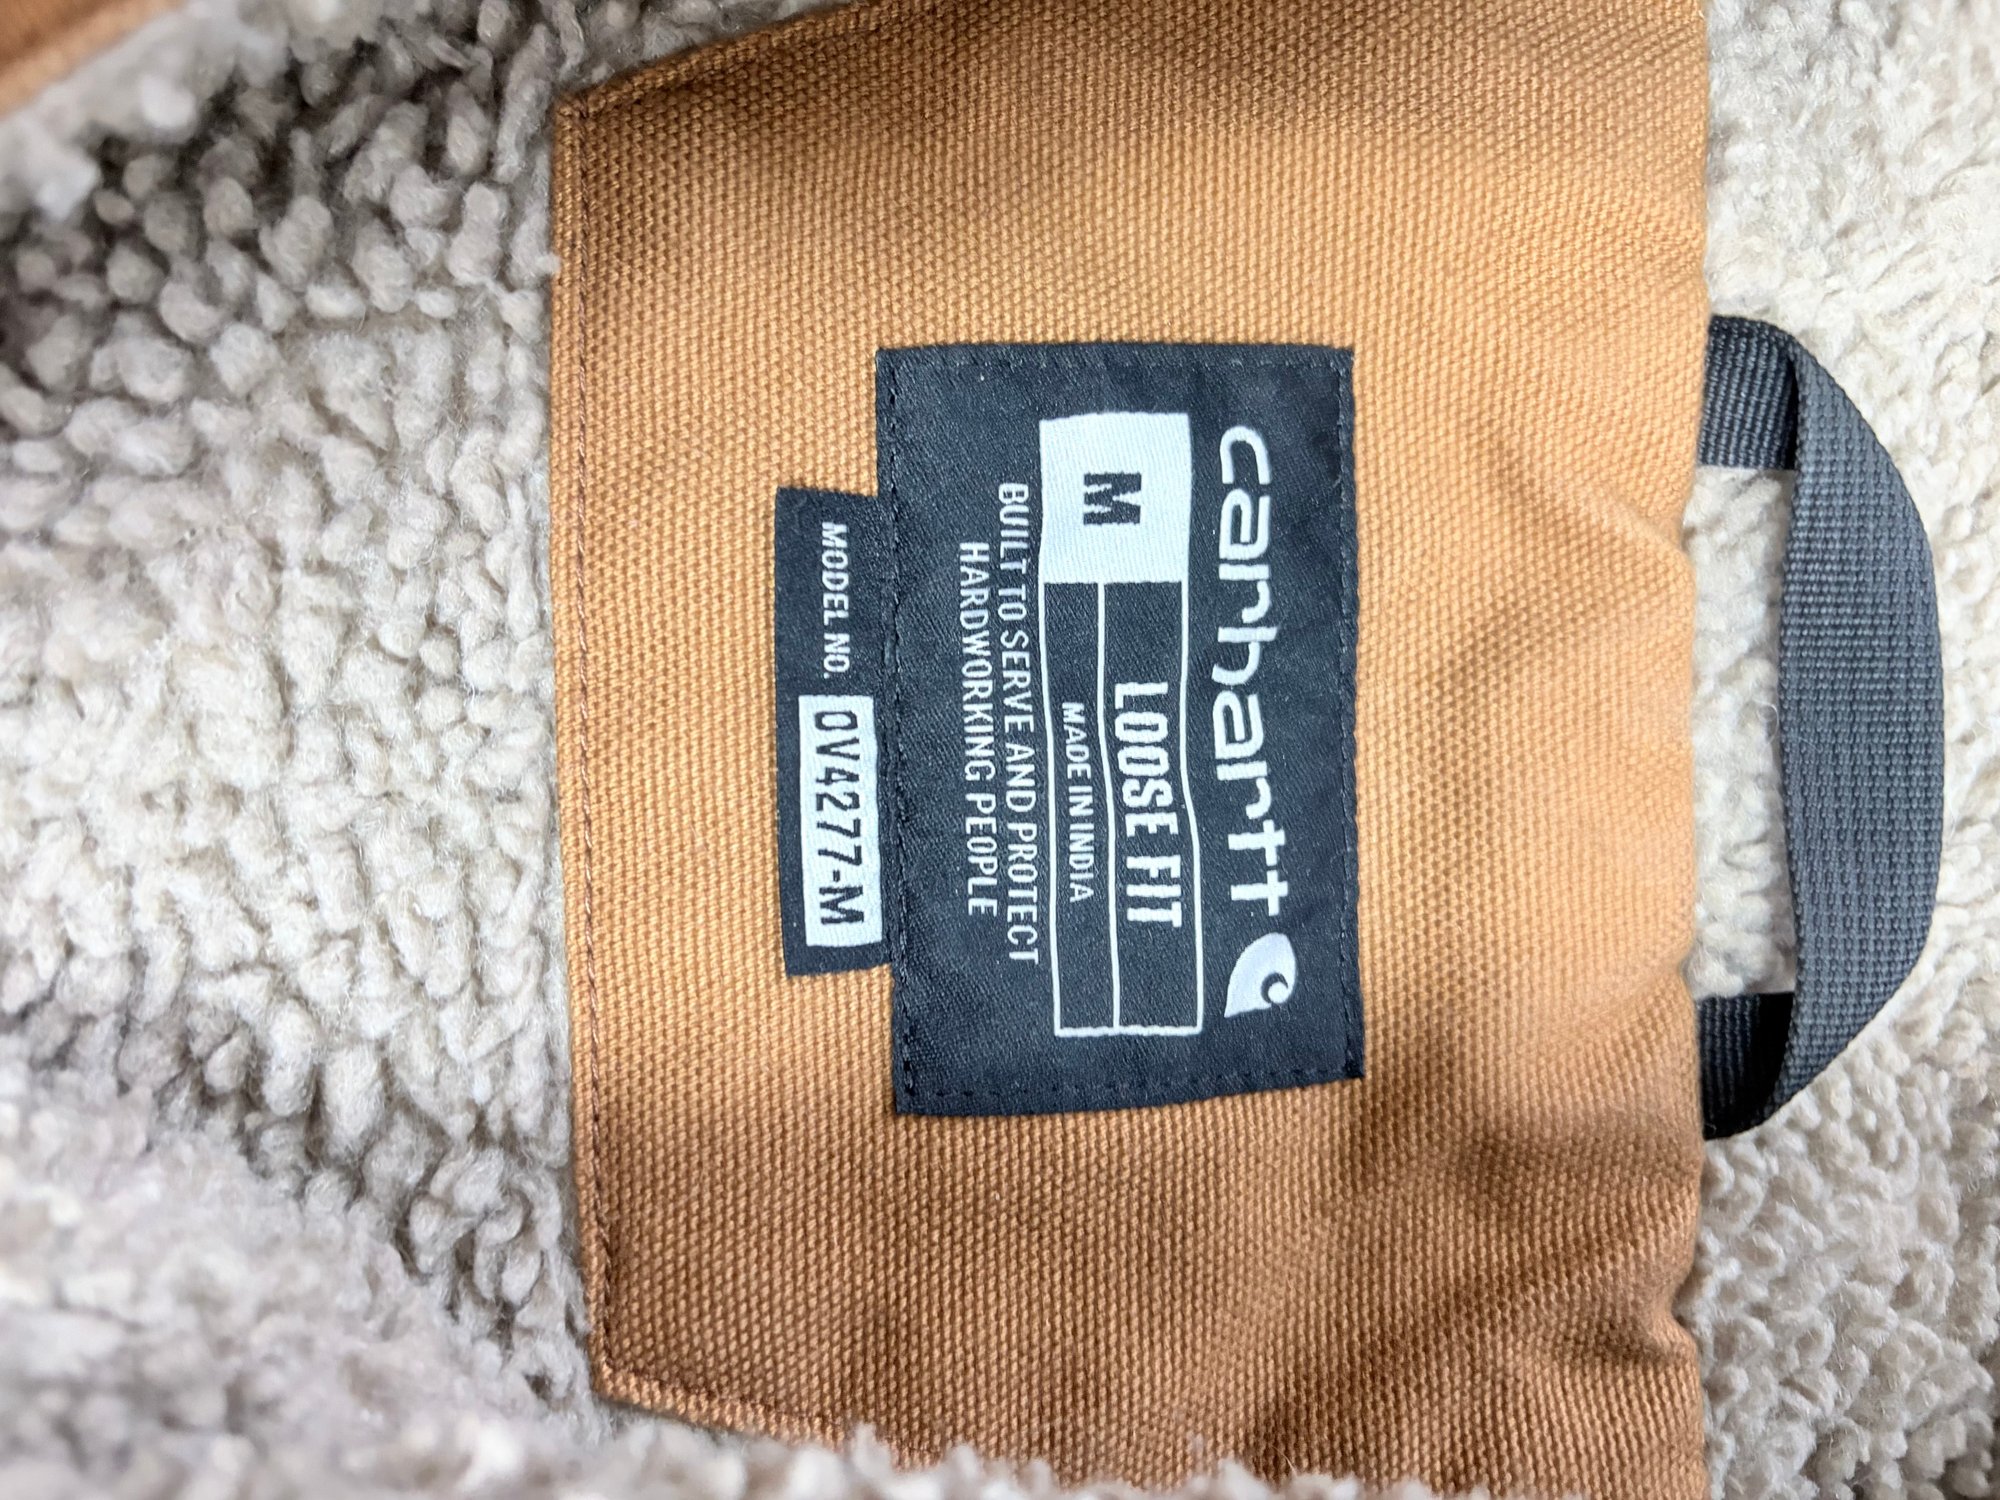 carhartt
M
LOOSE FIT
MADE IN INDIA
BUILT TO SERVE AND PROTECT
HARDWORKING PEOPLE
MODEL NO. OV4277-M